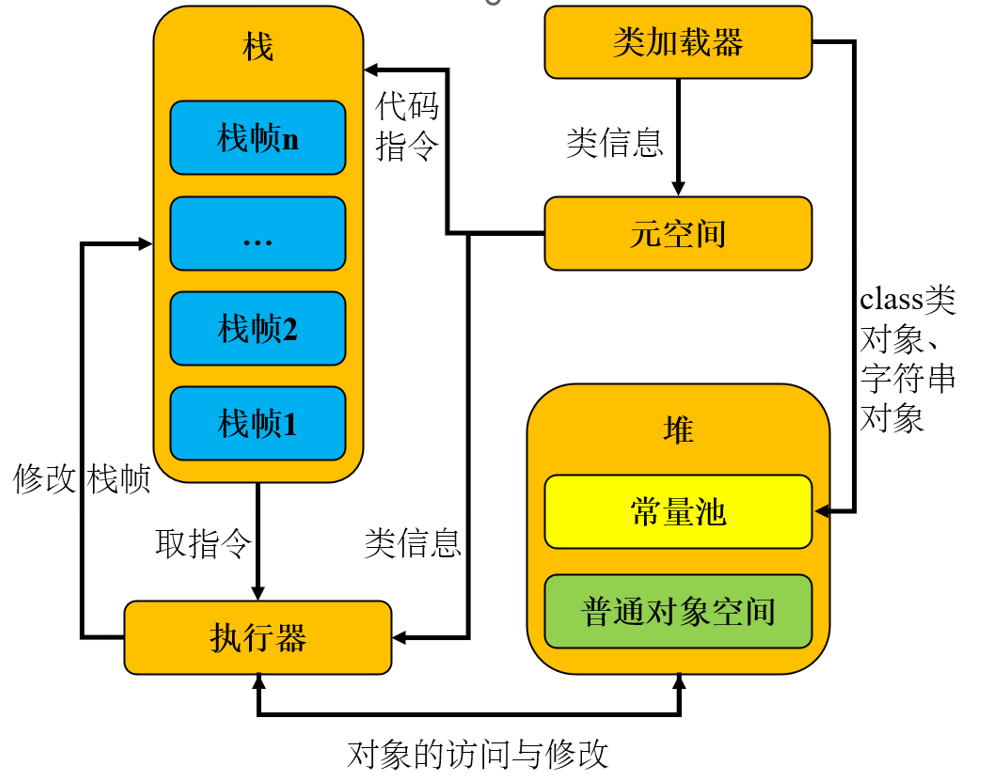 栈
栈帧n
...
栈帧2
栈帧1
代码
指令
类加载器
类信息
元空间
class类
对象、
字符串
对象
堆
常量池
普通对象空间
修改 栈帧
取指令
类信息
执行器
对象的访问与修改